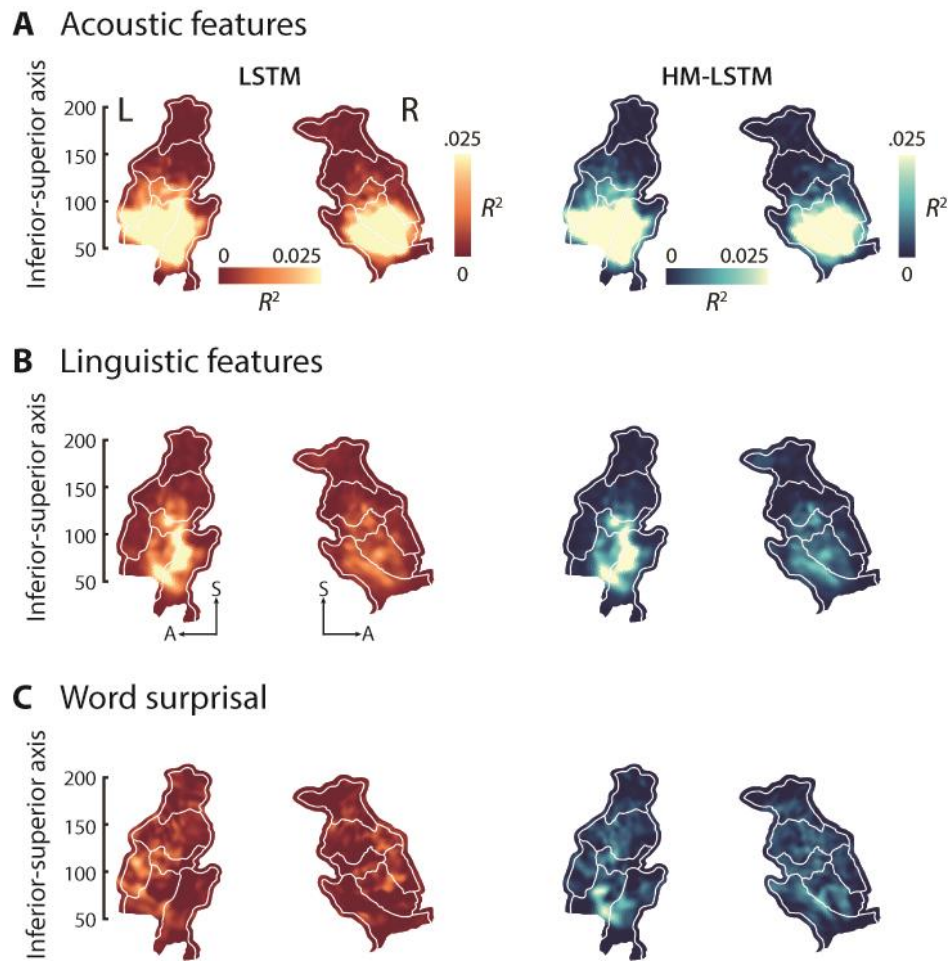 A Acoustic features
LSTM
HM-LSTM
Inferior-superior axis
200
150
100
50
L
R
.025
R²
0
0 0.025
R²
.025
R²
0
0 0.025
R²
B Linguistic features
Inferior-superior axis
200
150
100
50
S
A
S
A
C Word surprisal
Inferior-superior axis
200
150
100
50